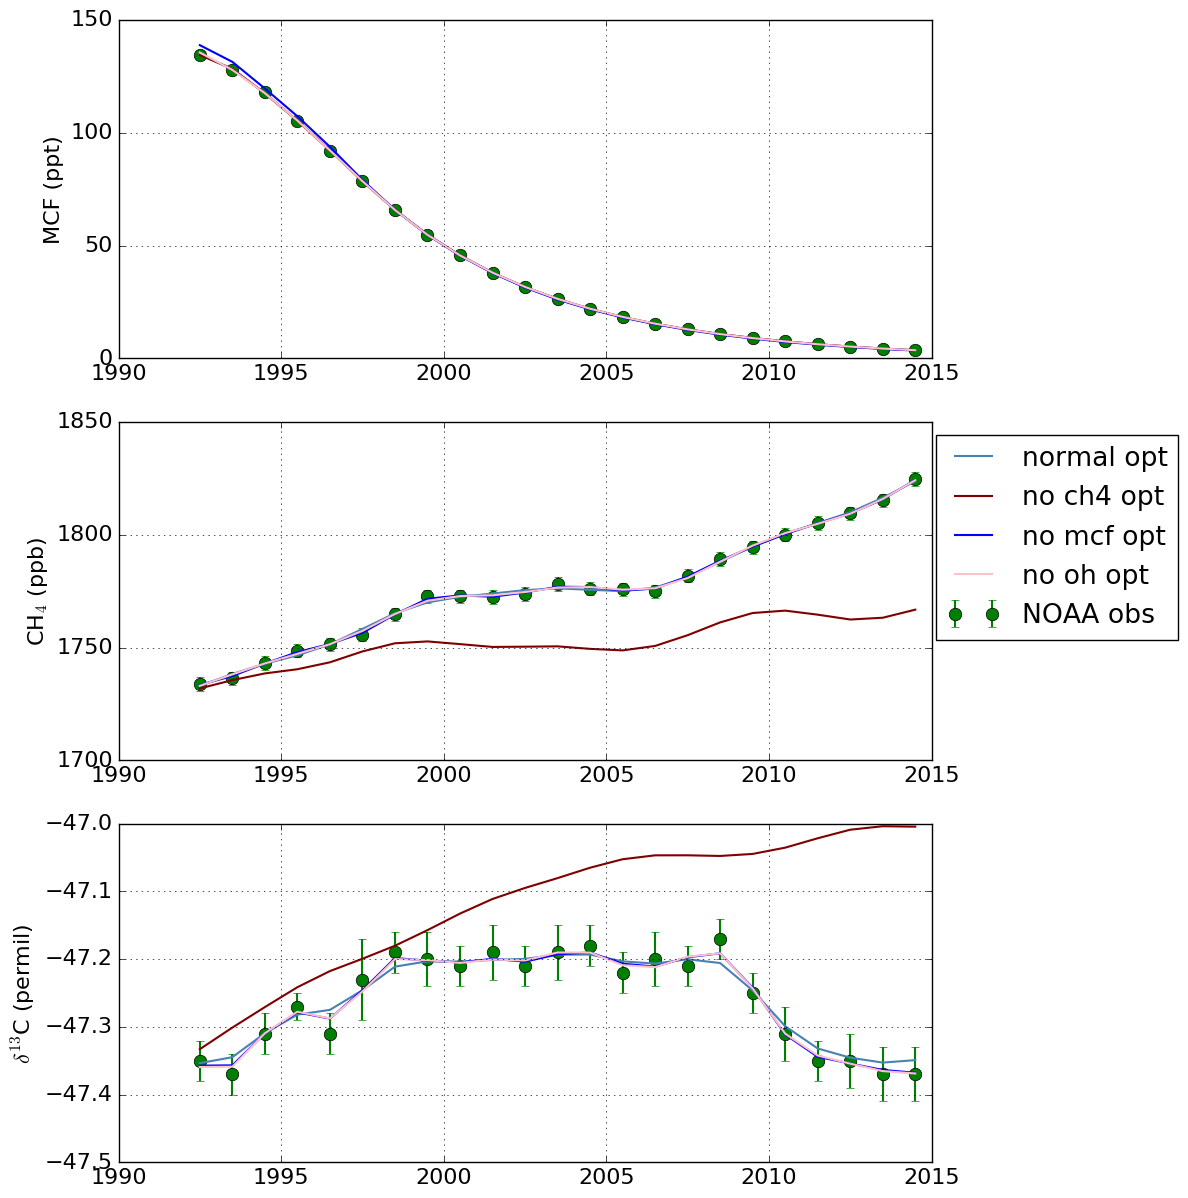 150
100
50
0
MCF (ppt)
1990 1995 2000 2005 2010 2015
1850
1800
1750
1700
CH₄ (ppb)
1990 1995 2000 2005 2010 2015
normal opt
no ch4 opt
no mcf opt
no oh opt
NOAA obs
−47.0
−47.1
−47.2
−47.3
−47.4
−47.5
δ¹³C (permil)
1990 1995 2000 2005 2010 2015